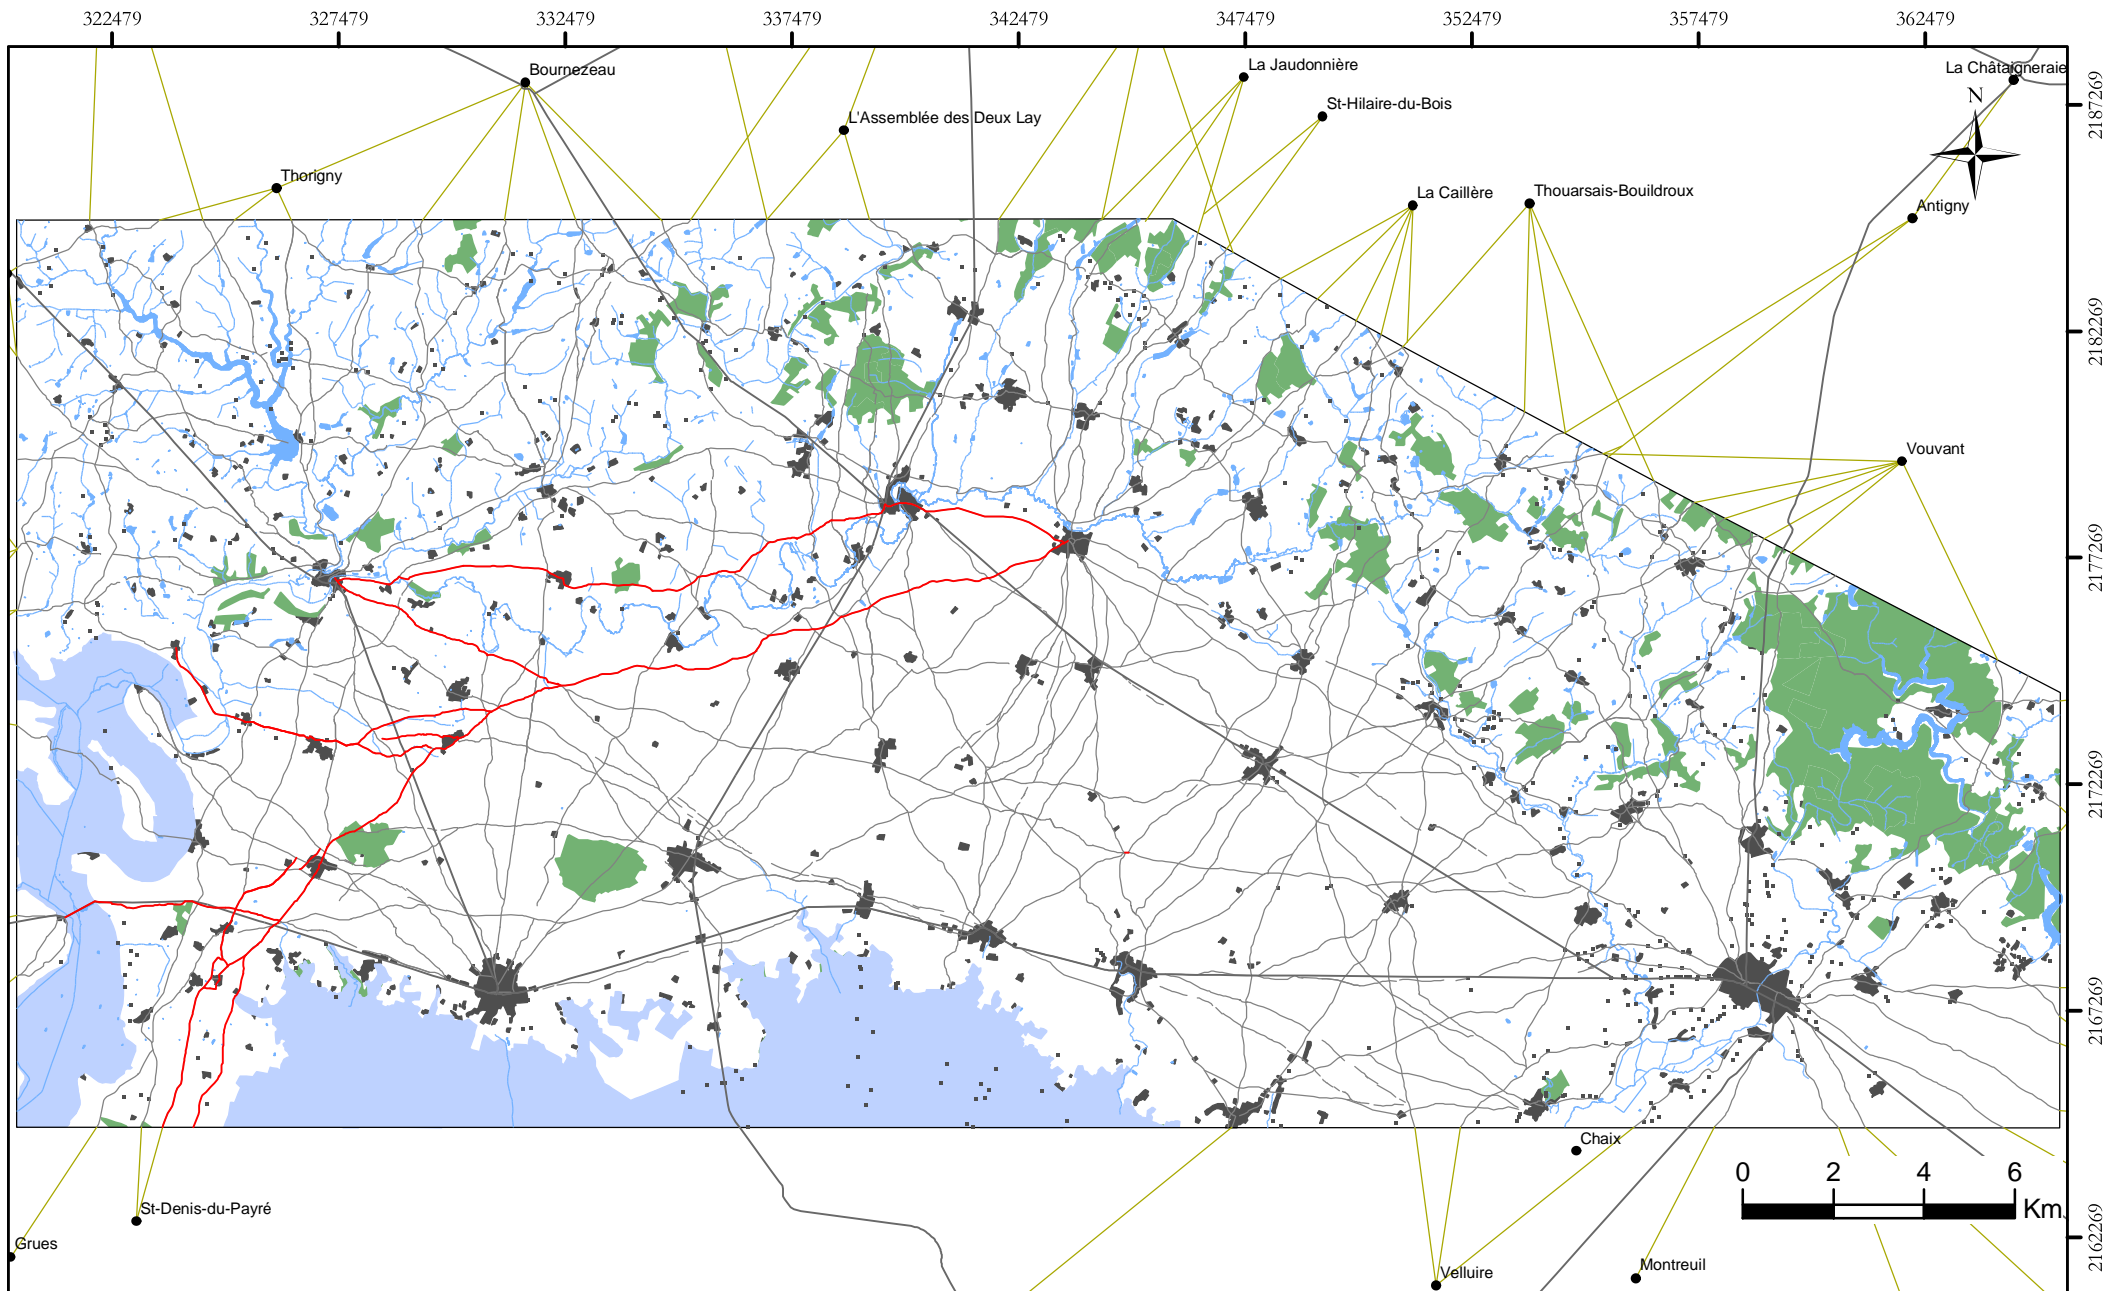 322479 327479 332479 337479 342479 347479 352479 357479 362479
Bournezeau
La Jaudonnière
La Châtaigneraie
St-Hilaire-du-Bois
N
2187269
L'Assemblée des Deux Lay
Thorigny
La Caillère
Thouarsais-Bouildroux
Antigny
2182269
Vouvant
2177269
2172269
2167269
Chaix
0 2 4 6
Km
St-Denis-du-Payré
2162269
Grues
Velluire
Montreuil